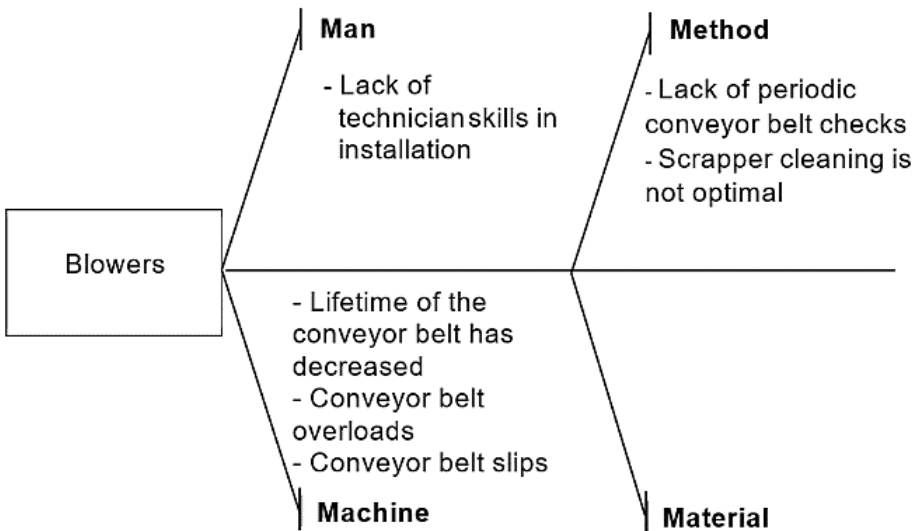 Man
- Lack of
technician skills in
installation
Method
- Lack of periodic
conveyor belt checks
- Scrapper cleaning is
not optimal
Blowers
- Lifetime of the
conveyor belt has
decreased
- Conveyor belt
overloads
- Conveyor belt slips
Machine
Material